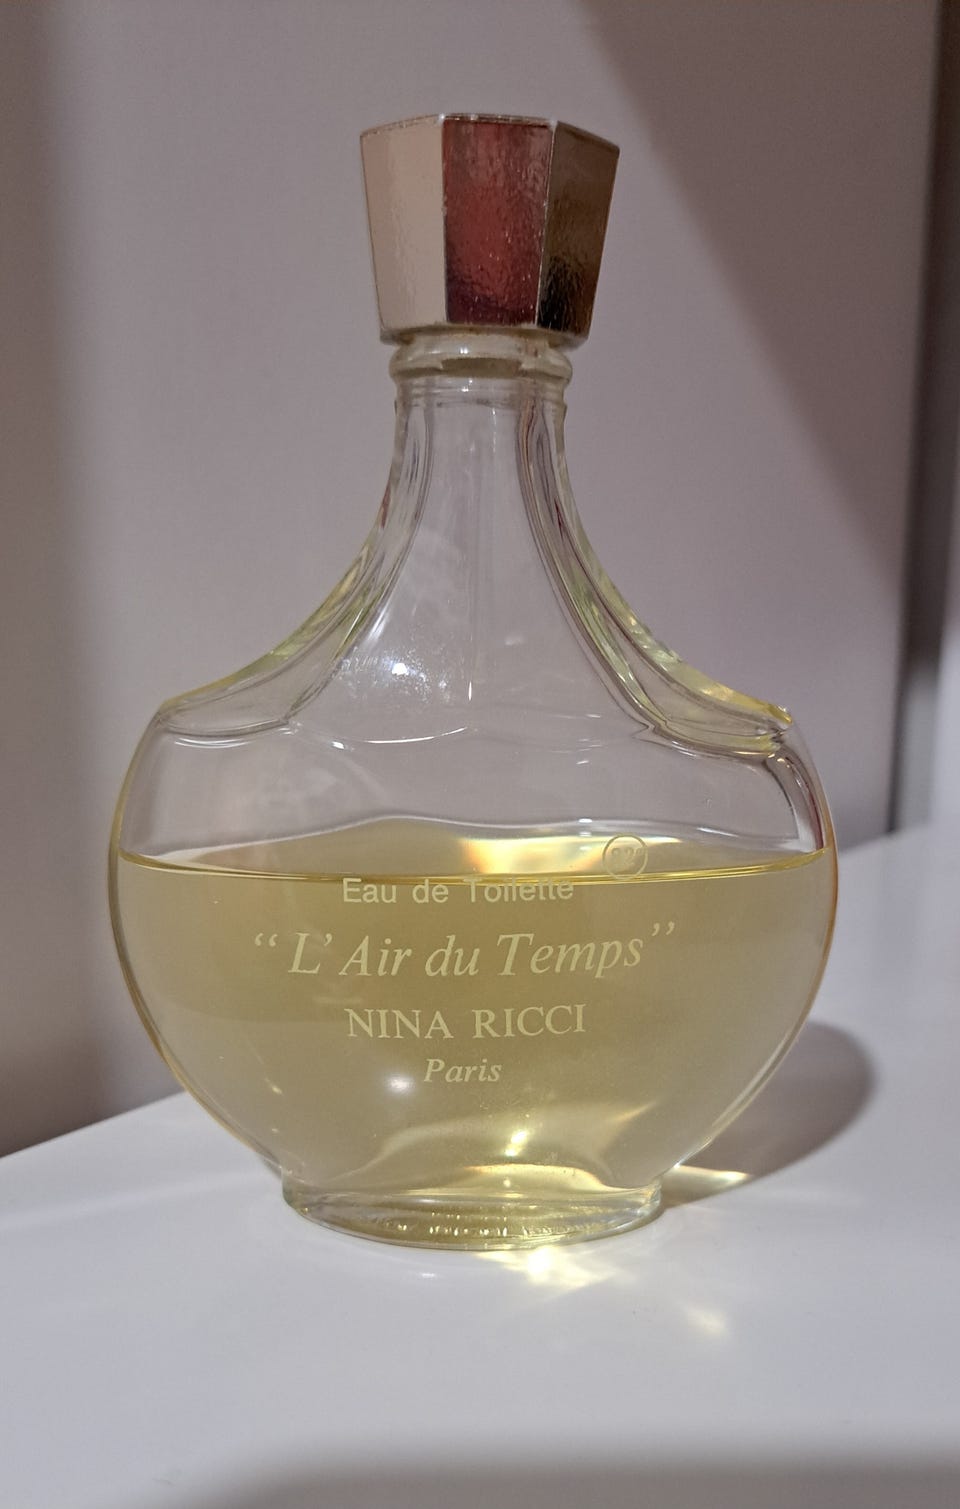 Eau de Toilette
“L’Air du Temps”
NINA RICCI
Paris